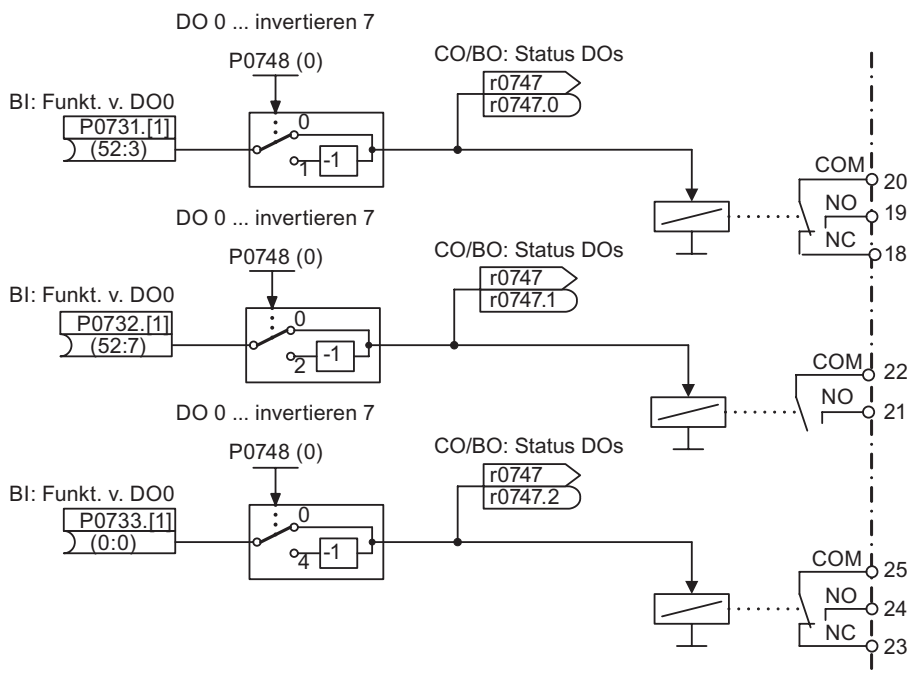 DO 0 ... invertieren 7
P0748 (0)
CO/BO: Status DOs
r0747
r0747.0
BI: Funkt. v. DO0
P0731.[1]
(52:3)
0
1
-1
COM
20
NO
19
NC
18
DO 0 ... invertieren 7
P0748 (0)
CO/BO: Status DOs
r0747
r0747.1
BI: Funkt. v. DO0
P0732.[1]
(52:7)
0
2
-1
COM
22
NO
21
DO 0 ... invertieren 7
P0748 (0)
CO/BO: Status DOs
r0747
r0747.2
BI: Funkt. v. DO0
P0733.[1]
(0:0)
0
4
-1
COM
25
NO
24
NC
23